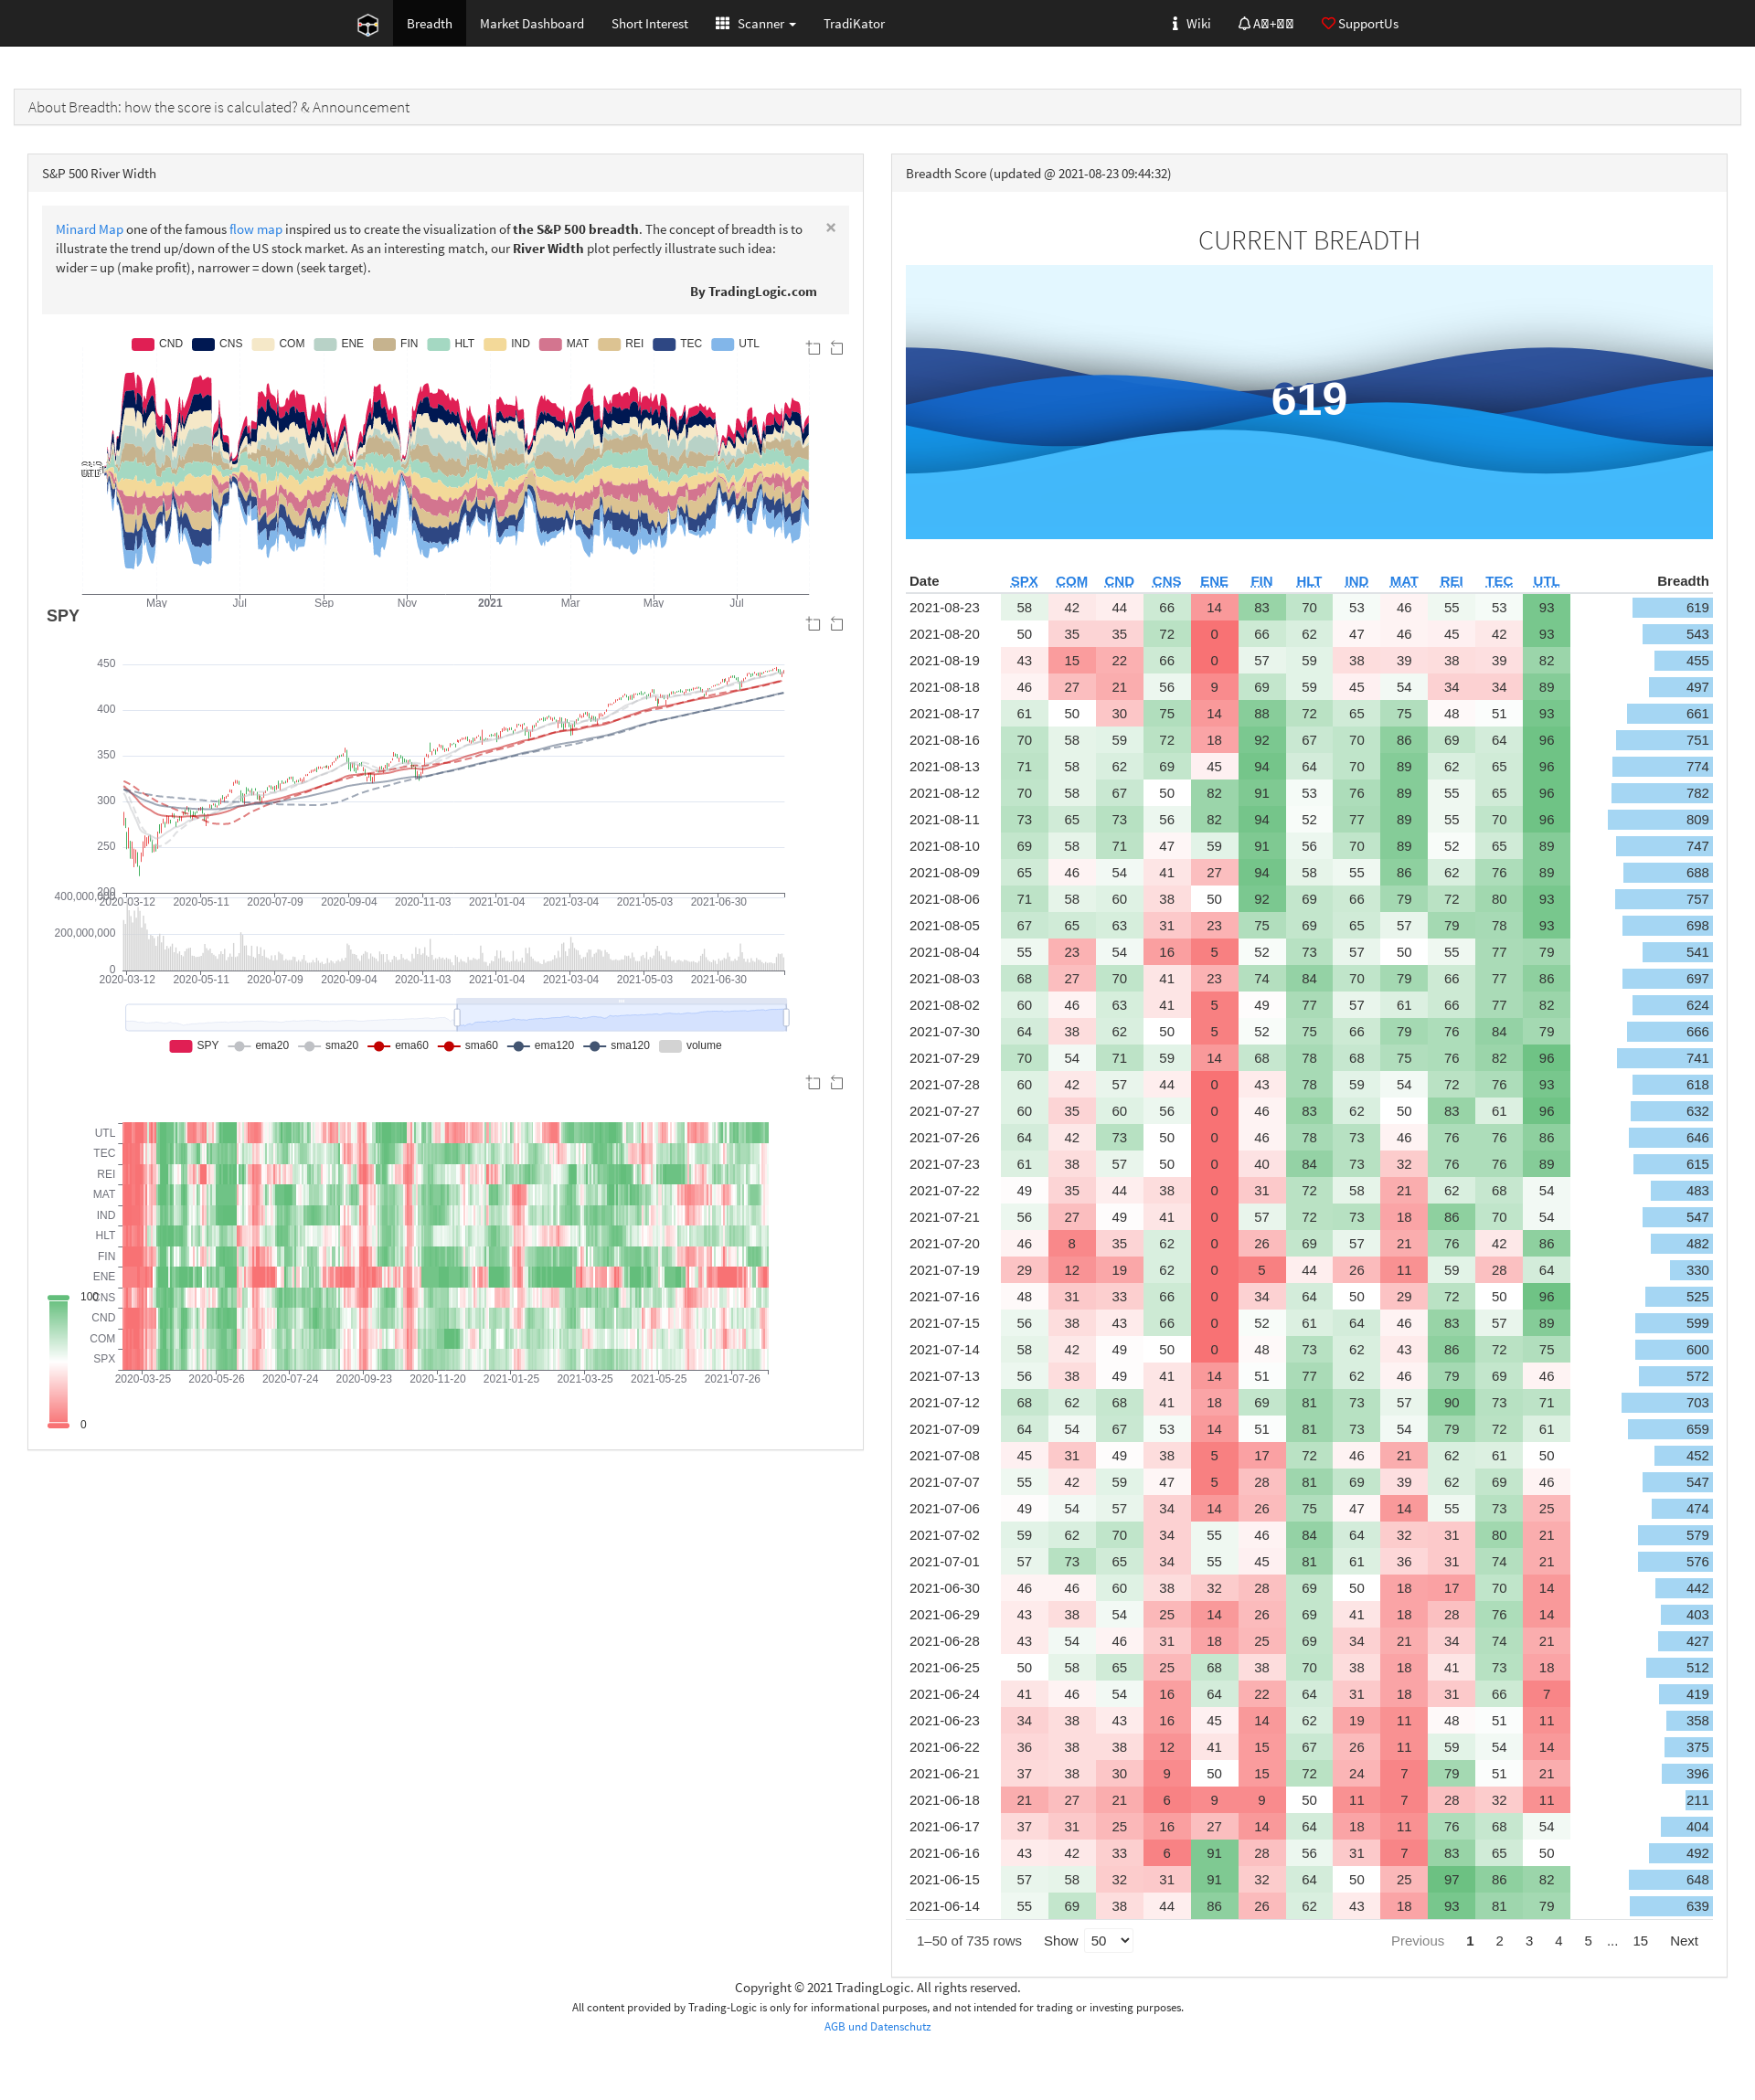 Breadth Market Dashboard Short Interest Scanner TradiKator Wiki SupportUs
About Breadth: how the score is calculated? & Announcement
S&P 500 River Width
Minard Map one of the famous flow map inspired us to create the visualization of the S&P 500 breadth. The concept of breadth is to
illustrate the trend up/down of the US stock market. As an interesting match, our River Width plot perfectly illustrate such idea:
wider = up (make profit), narrower = down (seek target).
×
By TradingLogic.com
CND CNS COM ENE FIN HLT IND MAT REI TEC UTL
May Jul Sep Nov 2021 Mar May Jul
SPY
450
400
350
300
250
200
2020-03-12 2020-05-11 2020-07-09 2020-09-04 2020-11-03 2021-01-04 2021-03-04 2021-05-03 2021-06-30
400,000,000
200,000,000
0
2020-03-12 2020-05-11 2020-07-09 2020-09-04 2020-11-03 2021-01-04 2021-03-04 2021-05-03 2021-06-30
SPY ema20 sma20 ema60 sma60 ema120 sma120 volume
UTL
TEC
REI
MAT
IND
HLT
FIN
ENE
CNS
CND
COM
SPX
100
0
2020-03-25 2020-05-26 2020-07-24 2020-09-23 2020-11-20 2021-01-25 2021-03-25 2021-05-25 2021-07-26
Breadth Score (updated @ 2021-08-23 09:44:32)
CURRENT BREADTH
619
Date SPX COM CND CNS ENE FIN HLT IND MAT REI TEC UTL Breadth
2021-08-23 58 42 44 66 14 83 70 53 46 55 53 93 619
2021-08-20 50 35 35 72 0 66 62 47 46 45 42 93 543
2021-08-19 43 15 22 66 0 57 59 38 39 38 39 82 455
2021-08-18 46 27 21 56 9 69 59 45 54 34 34 89 497
2021-08-17 61 50 30 75 14 88 72 65 75 48 51 93 661
2021-08-16 70 58 59 72 18 92 67 70 86 69 64 96 751
2021-08-13 71 58 62 69 45 94 64 70 89 62 65 96 774
2021-08-12 70 58 67 50 82 91 53 76 89 55 65 96 782
2021-08-11 73 65 73 56 82 94 52 77 89 55 70 96 809
2021-08-10 69 58 71 47 59 91 56 70 89 52 65 89 747
2021-08-09 65 46 54 41 27 94 58 55 86 62 76 89 688
2021-08-06 71 58 60 38 50 92 69 66 79 72 80 93 757
2021-08-05 67 65 63 31 23 75 69 65 57 79 78 93 698
2021-08-04 55 23 54 16 5 52 73 57 50 55 77 79 541
2021-08-03 68 27 70 41 23 74 84 70 79 66 77 86 697
2021-08-02 60 46 63 41 5 49 77 57 61 66 77 82 624
2021-07-30 64 38 62 50 5 52 75 66 79 76 84 79 666
2021-07-29 70 54 71 59 14 68 78 68 75 76 82 96 741
2021-07-28 60 42 57 44 0 43 78 59 54 72 76 93 618
2021-07-27 60 35 60 56 0 46 83 62 50 83 61 96 632
2021-07-26 64 42 73 50 0 46 78 73 46 76 76 86 646
2021-07-23 61 38 57 50 0 40 84 73 32 76 76 89 615
2021-07-22 49 35 44 38 0 31 72 58 21 62 68 54 483
2021-07-21 56 27 49 41 0 57 72 73 18 86 70 54 547
2021-07-20 46 8 35 62 0 26 69 57 21 76 42 86 482
2021-07-19 29 12 19 62 0 5 44 26 11 59 28 64 330
2021-07-16 48 31 33 66 0 34 64 50 29 72 50 96 525
2021-07-15 56 38 43 66 0 52 61 64 46 83 57 89 599
2021-07-14 58 42 49 50 0 48 73 62 43 86 72 75 600
2021-07-13 56 38 49 41 14 51 77 62 46 79 69 46 572
2021-07-12 68 62 68 41 18 69 81 73 57 90 73 71 703
2021-07-09 64 54 67 53 14 51 81 73 54 79 72 61 659
2021-07-08 45 31 49 38 5 17 72 46 21 62 61 50 452
2021-07-07 55 42 59 47 5 28 81 69 39 62 69 46 547
2021-07-06 49 54 57 34 14 26 75 47 14 55 73 25 474
2021-07-02 59 62 70 34 55 46 84 64 32 31 80 21 579
2021-07-01 57 73 65 34 55 45 81 61 36 31 74 21 576
2021-06-30 46 46 60 38 32 28 69 50 18 17 70 14 442
2021-06-29 43 38 54 25 14 26 69 41 18 28 76 14 403
2021-06-28 43 54 46 31 18 25 69 34 21 34 74 21 427
2021-06-25 50 58 65 25 68 38 70 38 18 41 73 18 512
2021-06-24 41 46 54 16 64 22 64 31 18 31 66 7 419
2021-06-23 34 38 43 16 45 14 62 19 11 48 51 11 358
2021-06-22 36 38 38 12 41 15 67 26 11 59 54 14 375
2021-06-21 37 38 30 9 50 15 72 24 7 79 51 21 396
2021-06-18 21 27 21 6 9 9 50 11 7 28 32 11 211
2021-06-17 37 31 25 16 27 14 64 18 11 76 68 54 404
2021-06-16 43 42 33 6 91 28 56 31 7 83 65 50 492
2021-06-15 57 58 32 31 91 32 64 50 25 97 86 82 648
2021-06-14 55 69 38 44 86 26 62 43 18 93 81 79 639
1–50 of 735 rows Show 50 Previous 1 2 3 4 5 ... 15 Next
Copyright © 2021 TradingLogic. All rights reserved.
All content provided by Trading-Logic is only for informational purposes, and not intended for trading or investing purposes.
AGB und Datenschutz